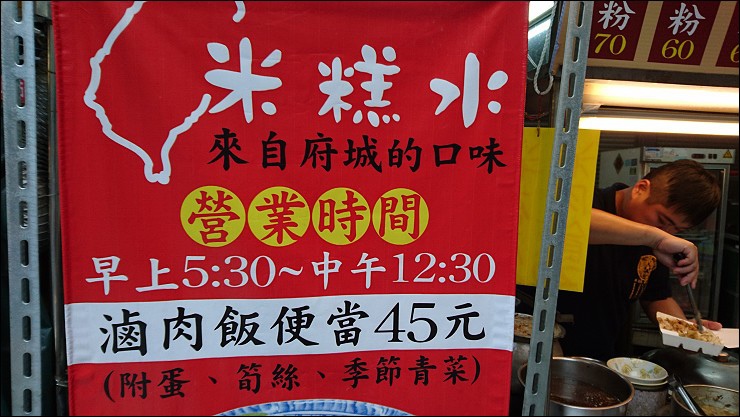 米糕水
來自府城的口味
營業時間
早上5:30~中午12:30
滷肉飯便當45元
(附蛋、筍絲、季節青菜)
粉 粉
70 60